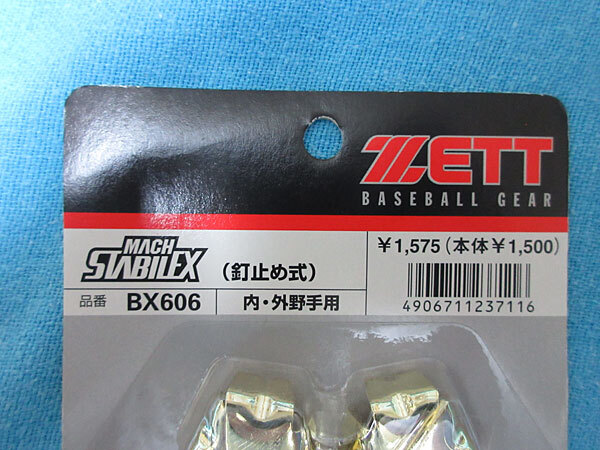 ZETT
BASEBALL GEAR
MACH
STABILEX
(釘止め式)
¥1,575(本体¥1,500)
品番 BX606 内・外野手用
4906711237116